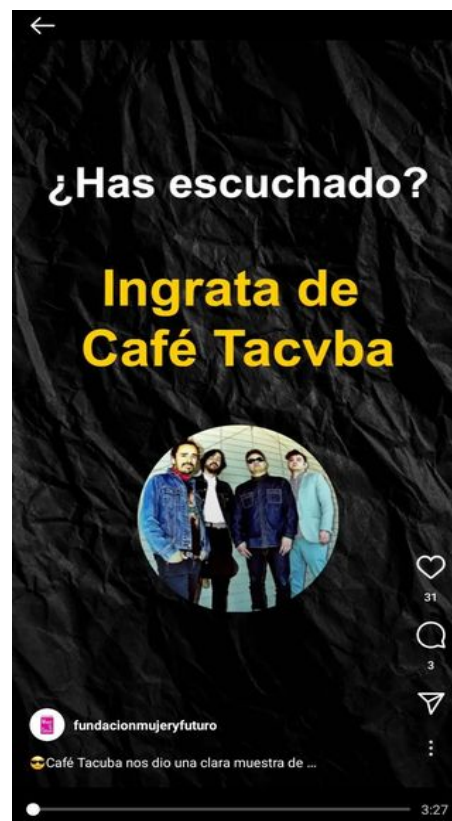 ¿Has escuchado?
Ingrata de
Café Tacvba
31
3
fundacionmujeryfuturo
😎Café Tacuba nos dio una clara muestra de ...
3:27